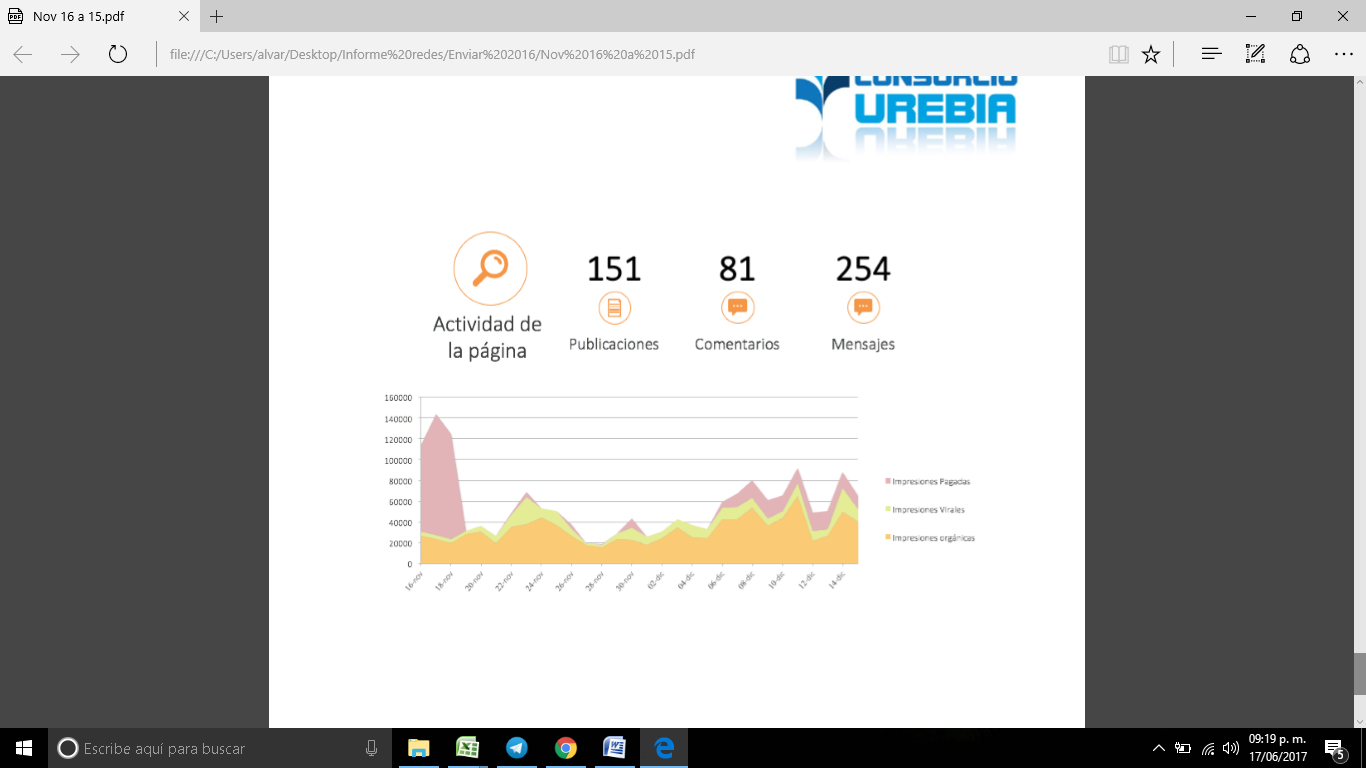 Nov 16 a 15.pdf
file:///C:/Users/alvar/Desktop/Informe%20redes/Enviar%202016/Nov%2016%20a%2015.pdf
CONSORCIO
UREBIA
151
81
254
Actividad de
la página
Publicaciones
Comentarios
Mensajes
160000
140000
120000
100000
80000
60000
40000
20000
0
Impresiones Pagadas
Impresiones Virales
Impresiones orgánicas
16-nov
18-nov
20-nov
22-nov
24-nov
26-nov
28-nov
30-nov
02-dic
04-dic
06-dic
08-dic
10-dic
12-dic
14-dic
Escribe aquí para buscar
09:19 p. m.
17/06/2017
5